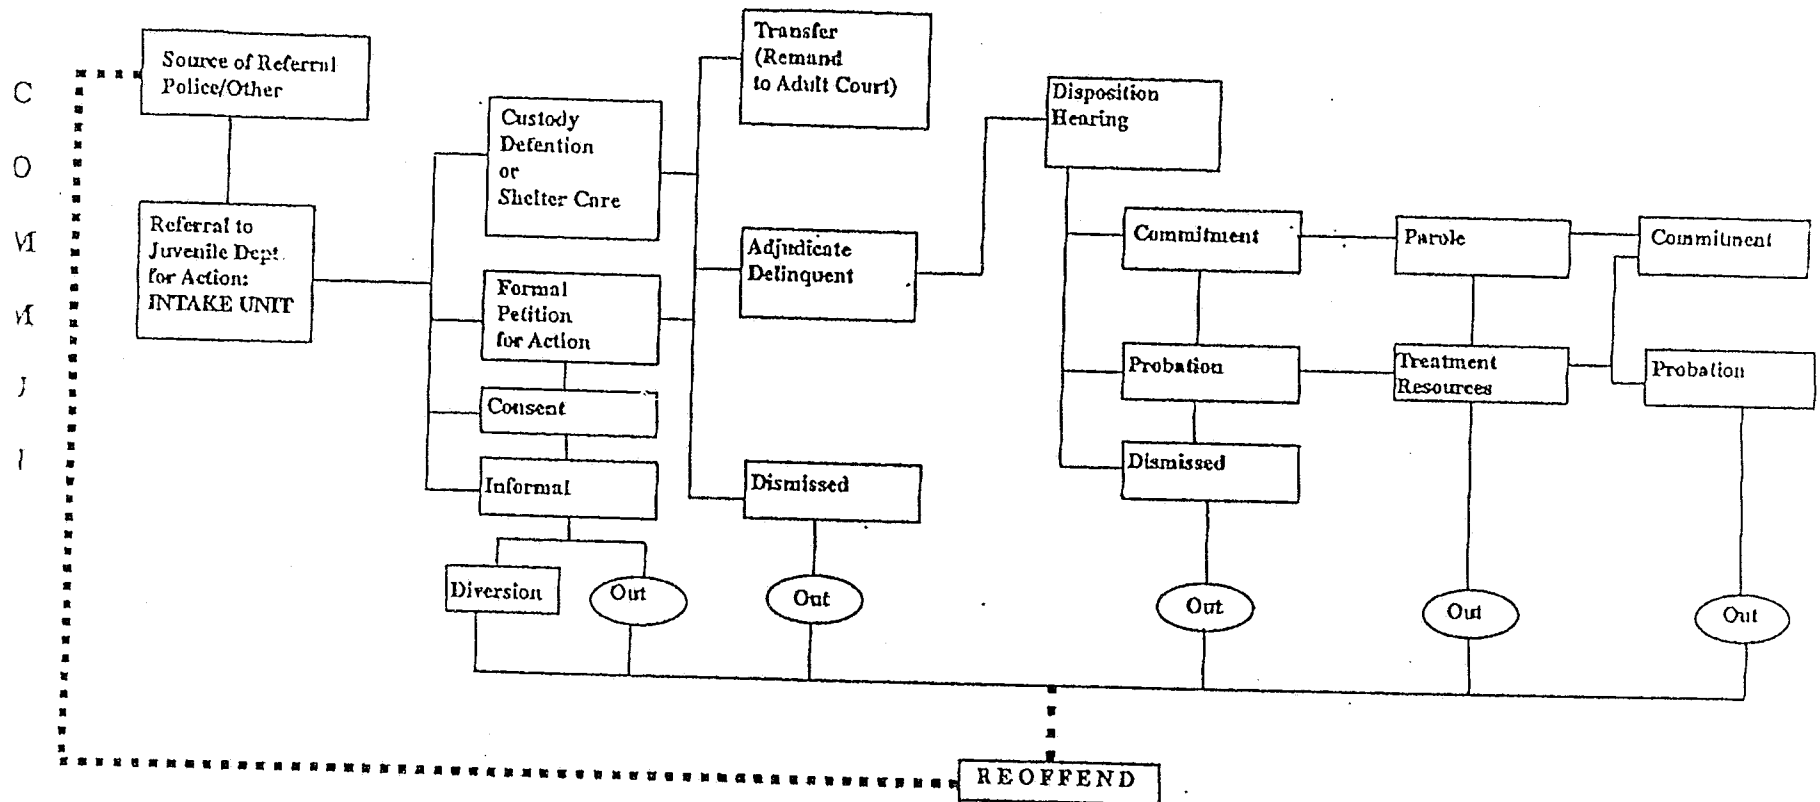 Source of Referral
Police/Other
Referral to
Juvenile Dept.
for Action:
INTAKE UNIT
Custody
Detention
or
Shelter Care
Formal
Petition
for Action
Consent
Informal
Diversion
Out
Transfer
(Remand
to Adult Court)
Adjudicate
Delinquent
Dismissed
Out
Disposition
Hearing
Commitment
Probation
Dismissed
Out
Parole
Treatment
Resources
Out
Commitment
Probation
Out
REOFFEND
C
O
M
M